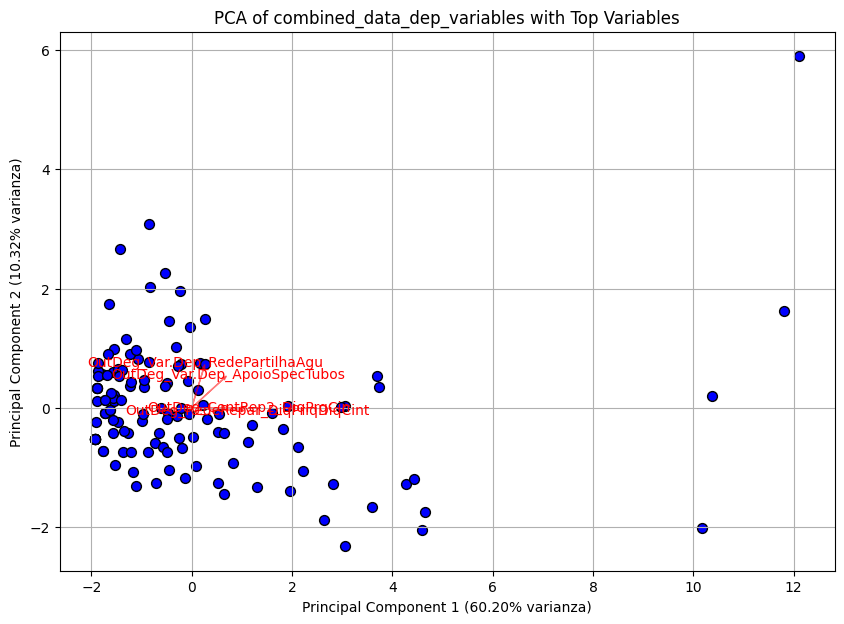 PCA of combined_data_dep_variables with Top Variables
Principal Component 2 (10.32% varianza)
6
4
2
0
−2
OutDeg_Var.Dep_RedePartilhaAgu
OutDeg_Var.Dep_ApoioSpecTubos
−2
0
2
4
6
8
10
12
Principal Component 1 (60.20% varianza)